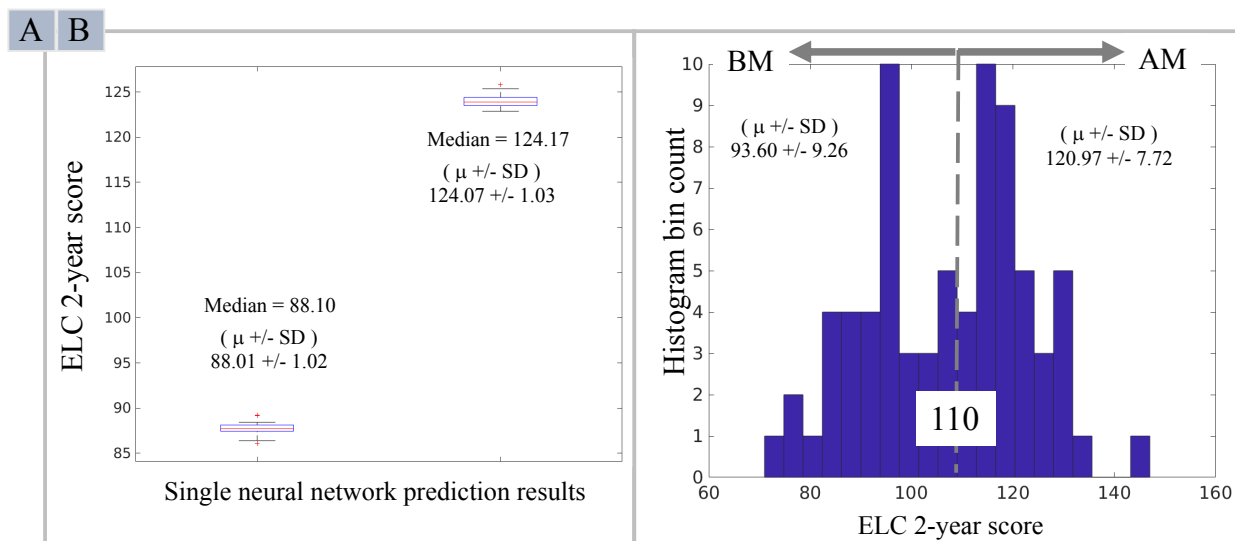 A B
125
120
115
110
105
100
95
90
85
ELC 2-year score
Median = 124.17
( μ +/- SD )
124.07 +/- 1.03
Median = 88.10
( μ +/- SD )
88.01 +/- 1.02
Single neural network prediction results
BM
AM
10
9
8
7
6
5
4
3
2
1
0
Histogram bin count
( μ +/- SD )
93.60 +/- 9.26
( μ +/- SD )
120.97 +/- 7.72
110
60 80 100 120 140 160
ELC 2-year score